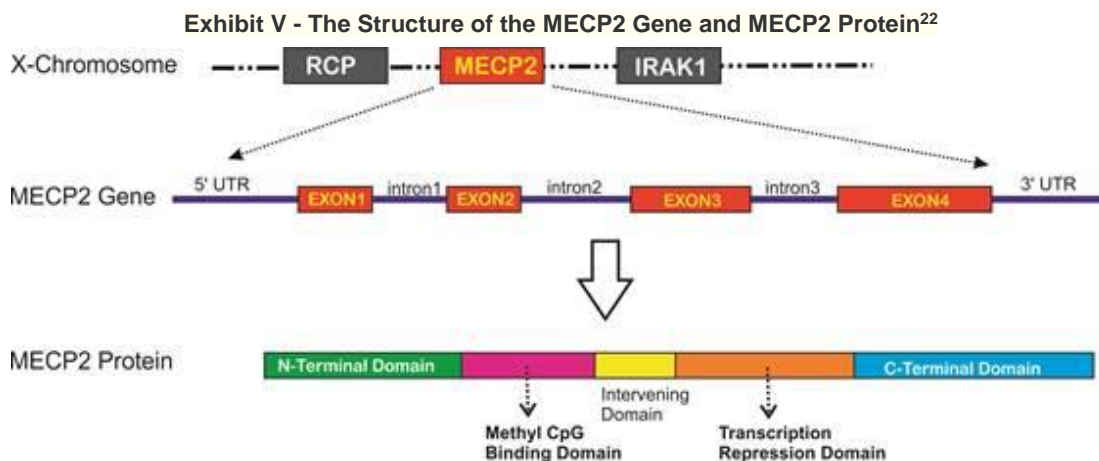 Exhibit V - The Structure of the MECP2 Gene and MECP2 Protein22
X-Chromosome RCP MECP2 IRAK1
5' UTR intron1 intron2 intron3 3' UTR
MECP2 Gene EXON1 EXON2 EXON3 EXON4
MECP2 Protein N-Terminal Domain C-Terminal Domain
Intervening
Domain
Methyl CpG
Binding Domain
Transcription
Repression Domain